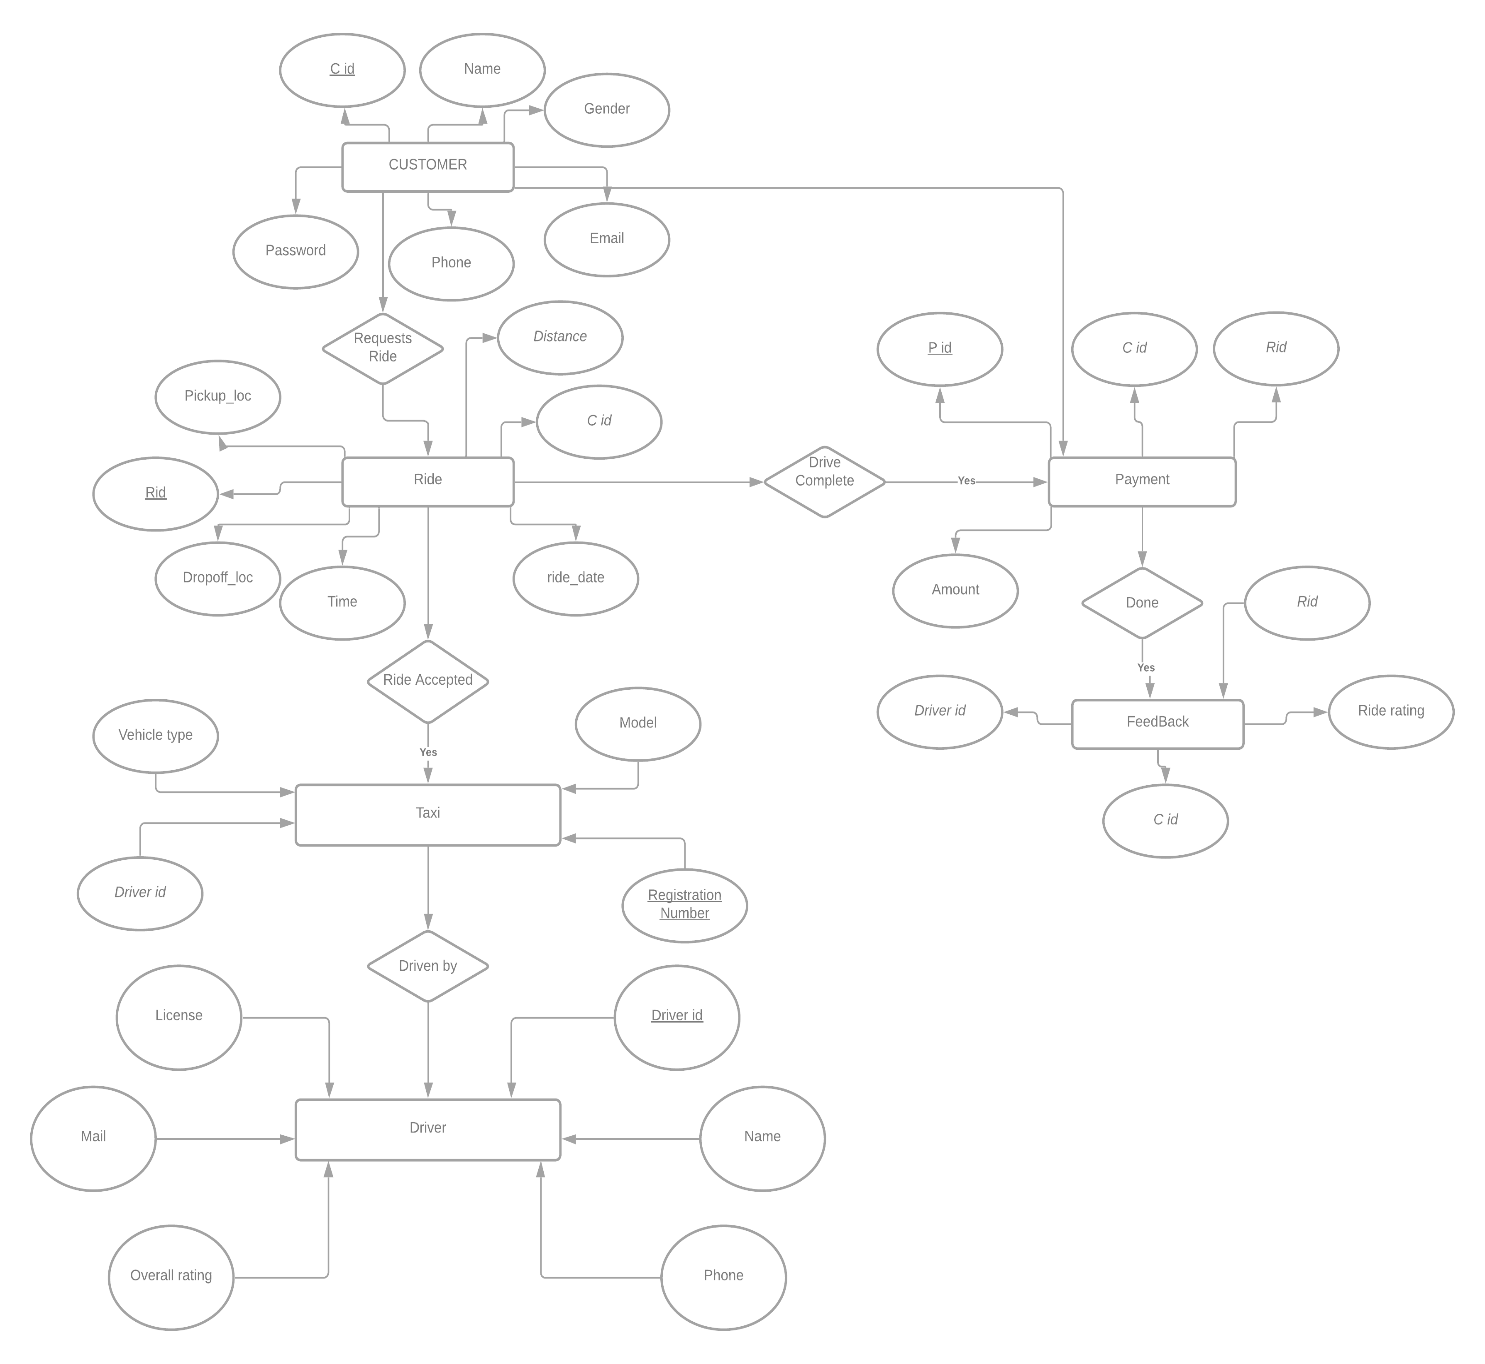 C id
Name
Gender
CUSTOMER
Password
Phone
Email
Requests
Ride
Distance
Pickup_loc
C id
P id
C id
Rid
Ride
Rid
Drive
Complete
Yes
Payment
Dropoff_loc
Time
ride_date
Amount
Done
Rid
Yes
Ride Accepted
Driver id
FeedBack
Ride rating
Yes
Vehicle type
Model
Taxi
C id
Driver id
Registration
Number
Driven by
License
Driver id
Driver
Mail
Name
Overall rating
Phone